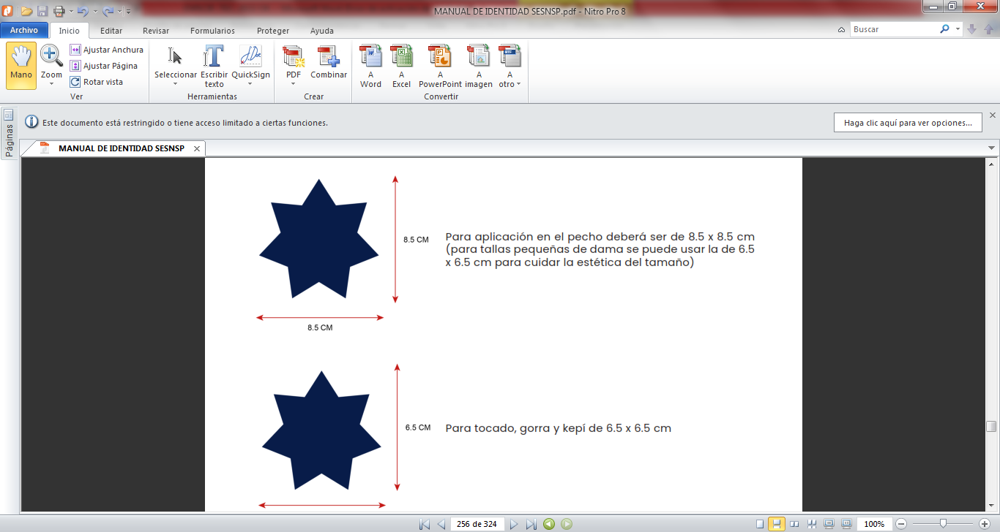 MANUAL DE IDENTIDAD SESNSP.pdf - Nitro Pro 8
Archivo
Inicio
Editar
Revisar
Formularios
Proteger
Ayuda
Buscar
Mano
Zoom
Ajustar Anchura
Ajustar Página
Rotar vista
Ver
Seleccionar
Escribir
texto
QuickSign
Herramientas
PDF
Combinar
Crear
A
Word
A
Excel
A
PowerPoint
A
imagen
A
otro
Convertir
Páginas
Este documento está restringido o tiene acceso limitado a ciertas funciones.
Haga clic aquí para ver opciones...
MANUAL DE IDENTIDAD SESNSP
8.5 CM
Para aplicación en el pecho deberá ser de 8.5 x 8.5 cm
(para tallas pequeñas de dama se puede usar la de 6.5
x 6.5 cm para cuidar la estética del tamaño)
8.5 CM
6.5 CM
Para tocado, gorra y kepí de 6.5 x 6.5 cm
256 de 324
100%